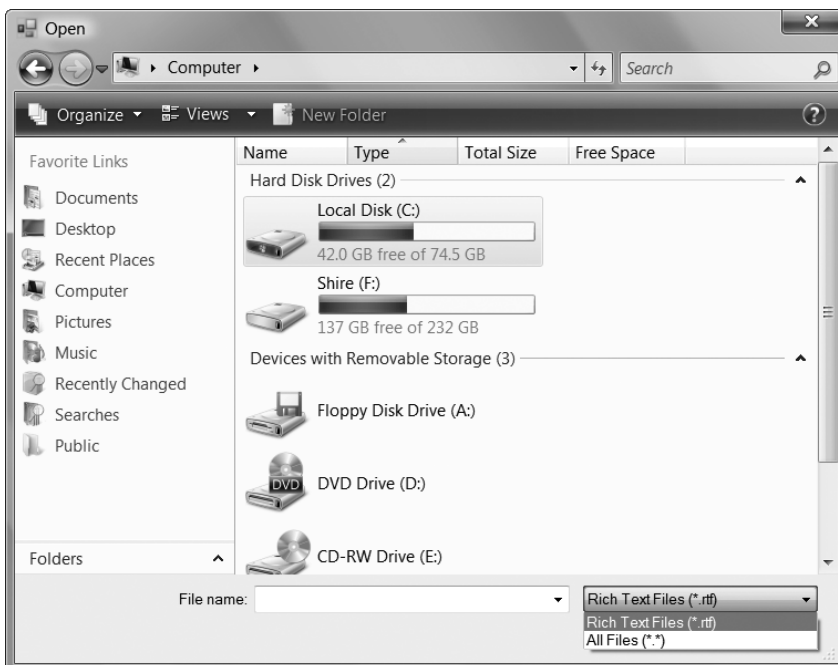 Open
Computer
Search
Organize Views New Folder ?
Favorite Links
Documents
Desktop
Recent Places
Computer
Pictures
Music
Recently Changed
Searches
Public
Folders
Name Type Total Size Free Space
Hard Disk Drives (2)
Local Disk (C:)
42.0 GB free of 74.5 GB
Shire (F:)
137 GB free of 232 GB
Devices with Removable Storage (3)
Floppy Disk Drive (A:)
DVD
DVD Drive (D:)
CD-RW Drive (E:)
File name: Rich Text Files (*.rtf)
Rich Text Files (*.rtf)
All Files (*.*)